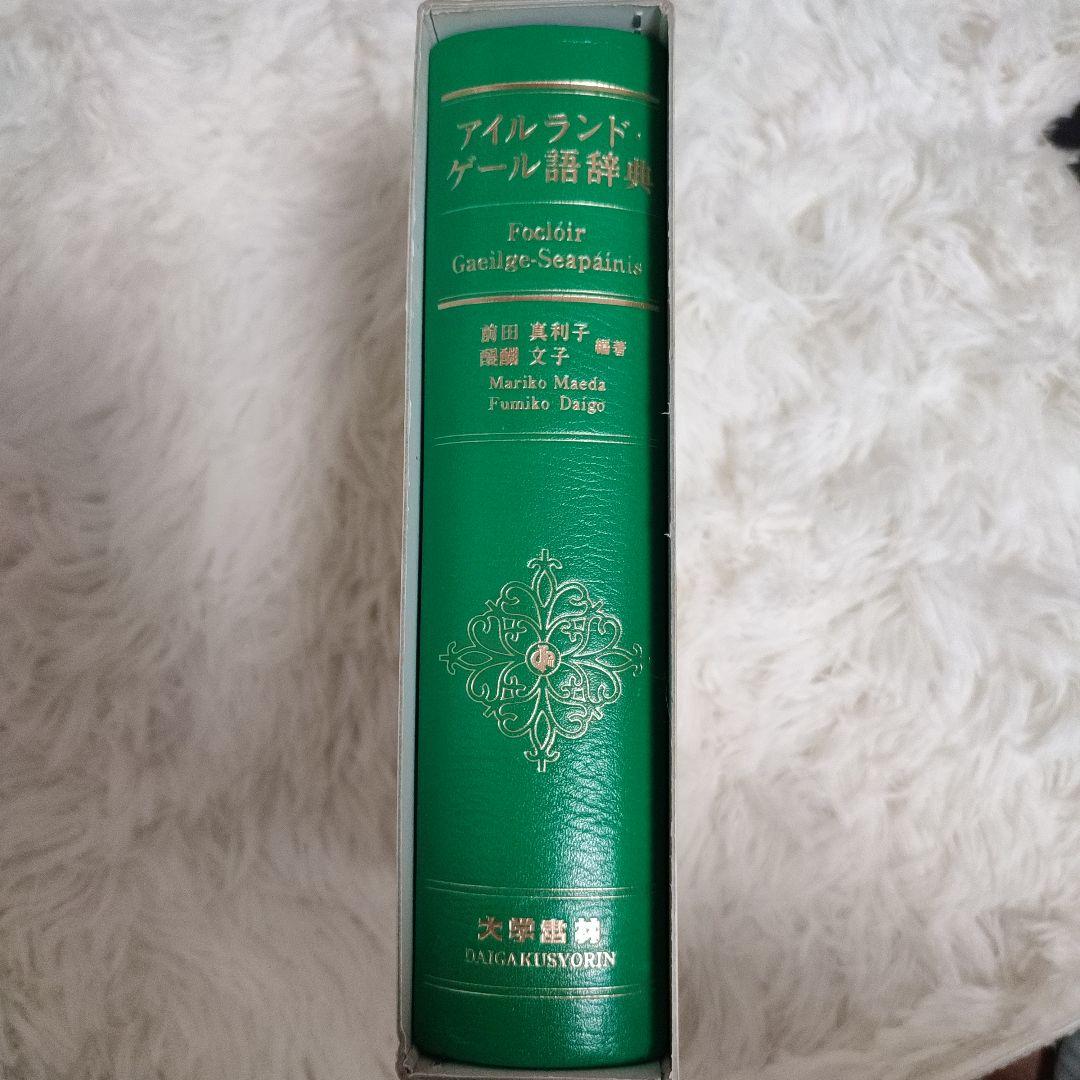 アイルランド・
ゲール語辞典
Foclóir
Gaeilge-Seapáinis
前田 真利子
醍醐 文子 編著
Mariko Maeda
Fumiko Daigo
大学書林
DAIGAKUSYORIN